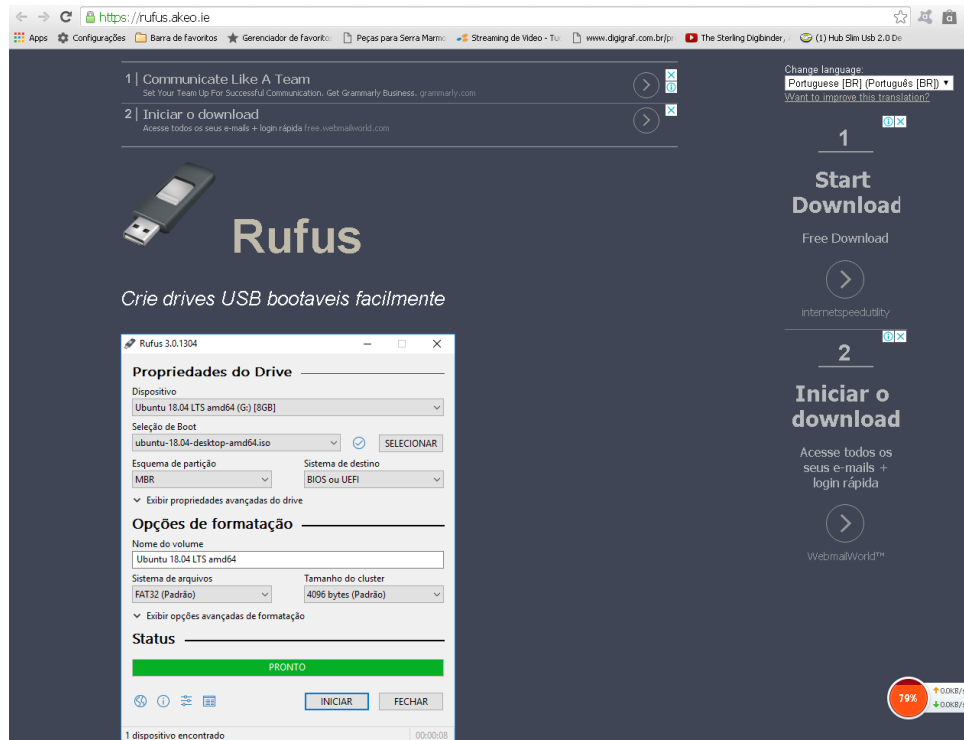 https://rufus.akeo.ie
Apps Configurações Barra de favoritos Gerenciador de favorito Peças para Serra Marmo Streaming de Video - Tu www.digigraf.com.br/pr The Sterling Digbinder, (1) Hub Slim Usb 2.0 De
1 Communicate Like A Team
Set Your Team Up For Successful Communication. Get Grammarly Business. grammarly.com
2 Iniciar o download
Acesse todos os seus e-mails + login rápida free.webmailworld.com
Change language:
Portuguese [BR] (Português [BR])
Want to improve this translation?
1
Start
Download
Free Download
internetspeedutility
2
Iniciar o
download
Acesse todos os
seus e-mails +
login rápida
WebmailWorld™
Rufus
Crie drives USB bootaveis facilmente
Rufus 3.0.1304
Propriedades do Drive
Dispositivo
Ubuntu 18.04 LTS amd64 (G:) [8GB]
Seleção de Boot
ubuntu-18.04-desktop-amd64.iso SELECIONAR
Esquema de partição Sistema de destino
MBR BIOS ou UEFI
Exibir propriedades avançadas do drive
Opções de formatação
Nome do volume
Ubuntu 18.04 LTS amd64
Sistema de arquivos Tamanho do cluster
FAT32 (Padrão) 4096 bytes (Padrão)
Exibir opções avançadas de formatação
Status
PRONTO
INICIAR FECHAR
1 dispositivo encontrado 00:00:08
79% 0.0KB/s
0.0KB/s